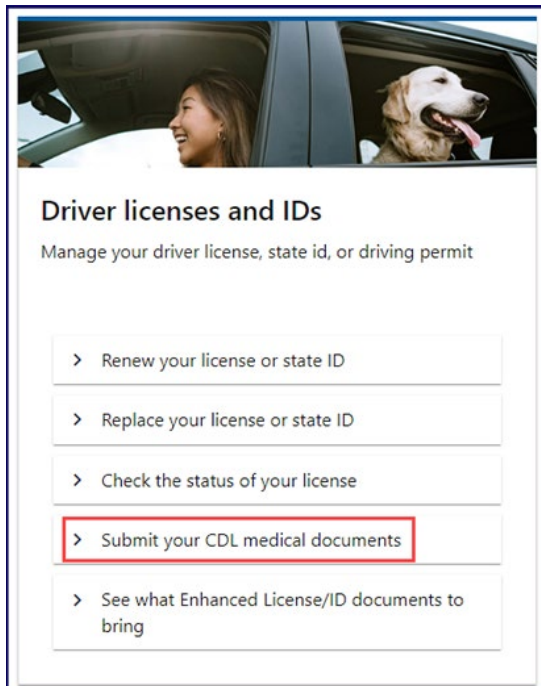 Driver licenses and IDs
Manage your driver license, state id, or driving permit
Renew your license or state ID
Replace your license or state ID
Check the status of your license
Submit your CDL medical documents
See what Enhanced License/ID documents to
bring